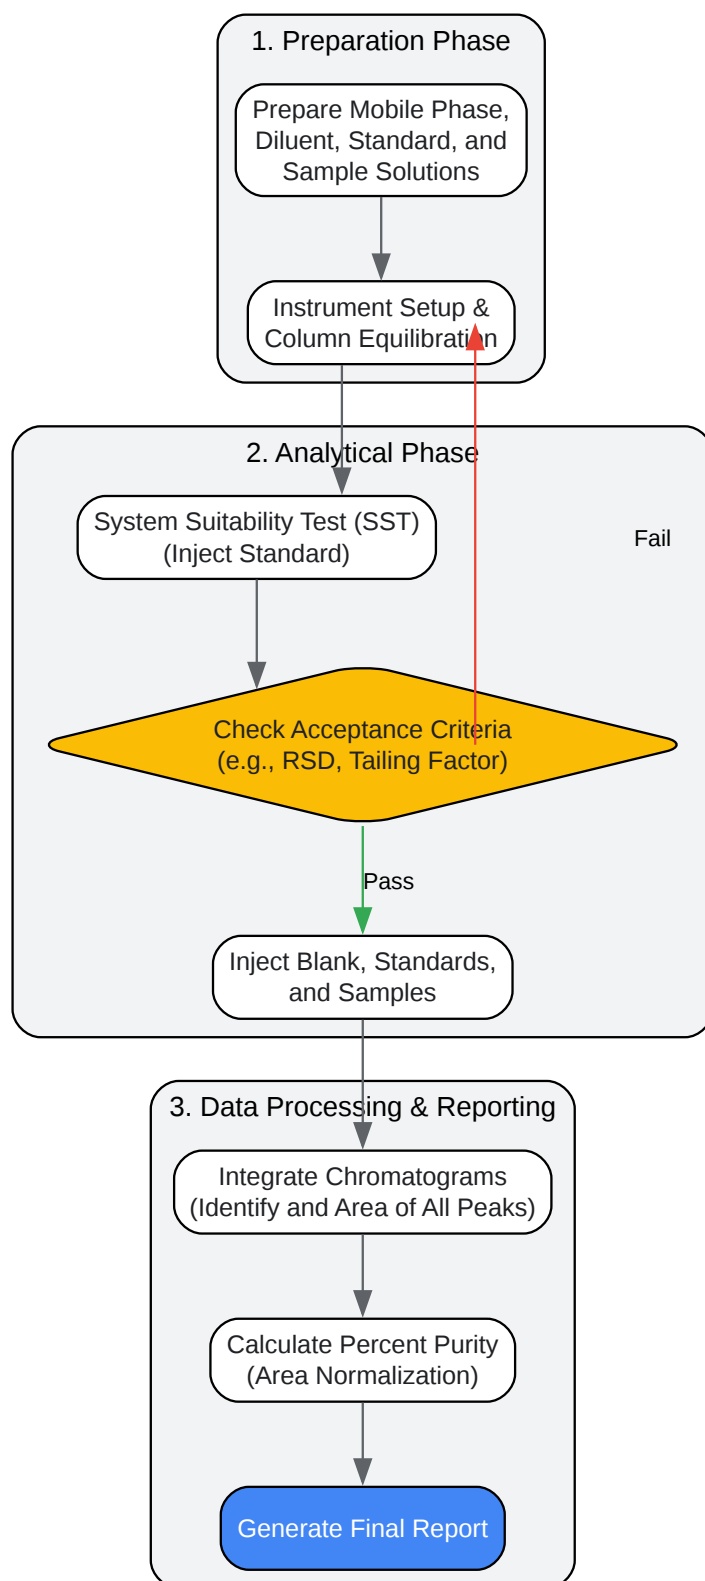 1. Preparation Phase
Prepare Mobile Phase,
Diluent, Standard, and
Sample Solutions
Instrument Setup &
Column Equilibration
2. Analytical Phase
System Suitability Test (SST)
(Inject Standard)
Fail
Check Acceptance Criteria
(e.g., RSD, Tailing Factor)
Pass
Inject Blank, Standards,
and Samples
3. Data Processing & Reporting
Integrate Chromatograms
(Identify and Area of All Peaks)
Calculate Percent Purity
(Area Normalization)
Generate Final Report